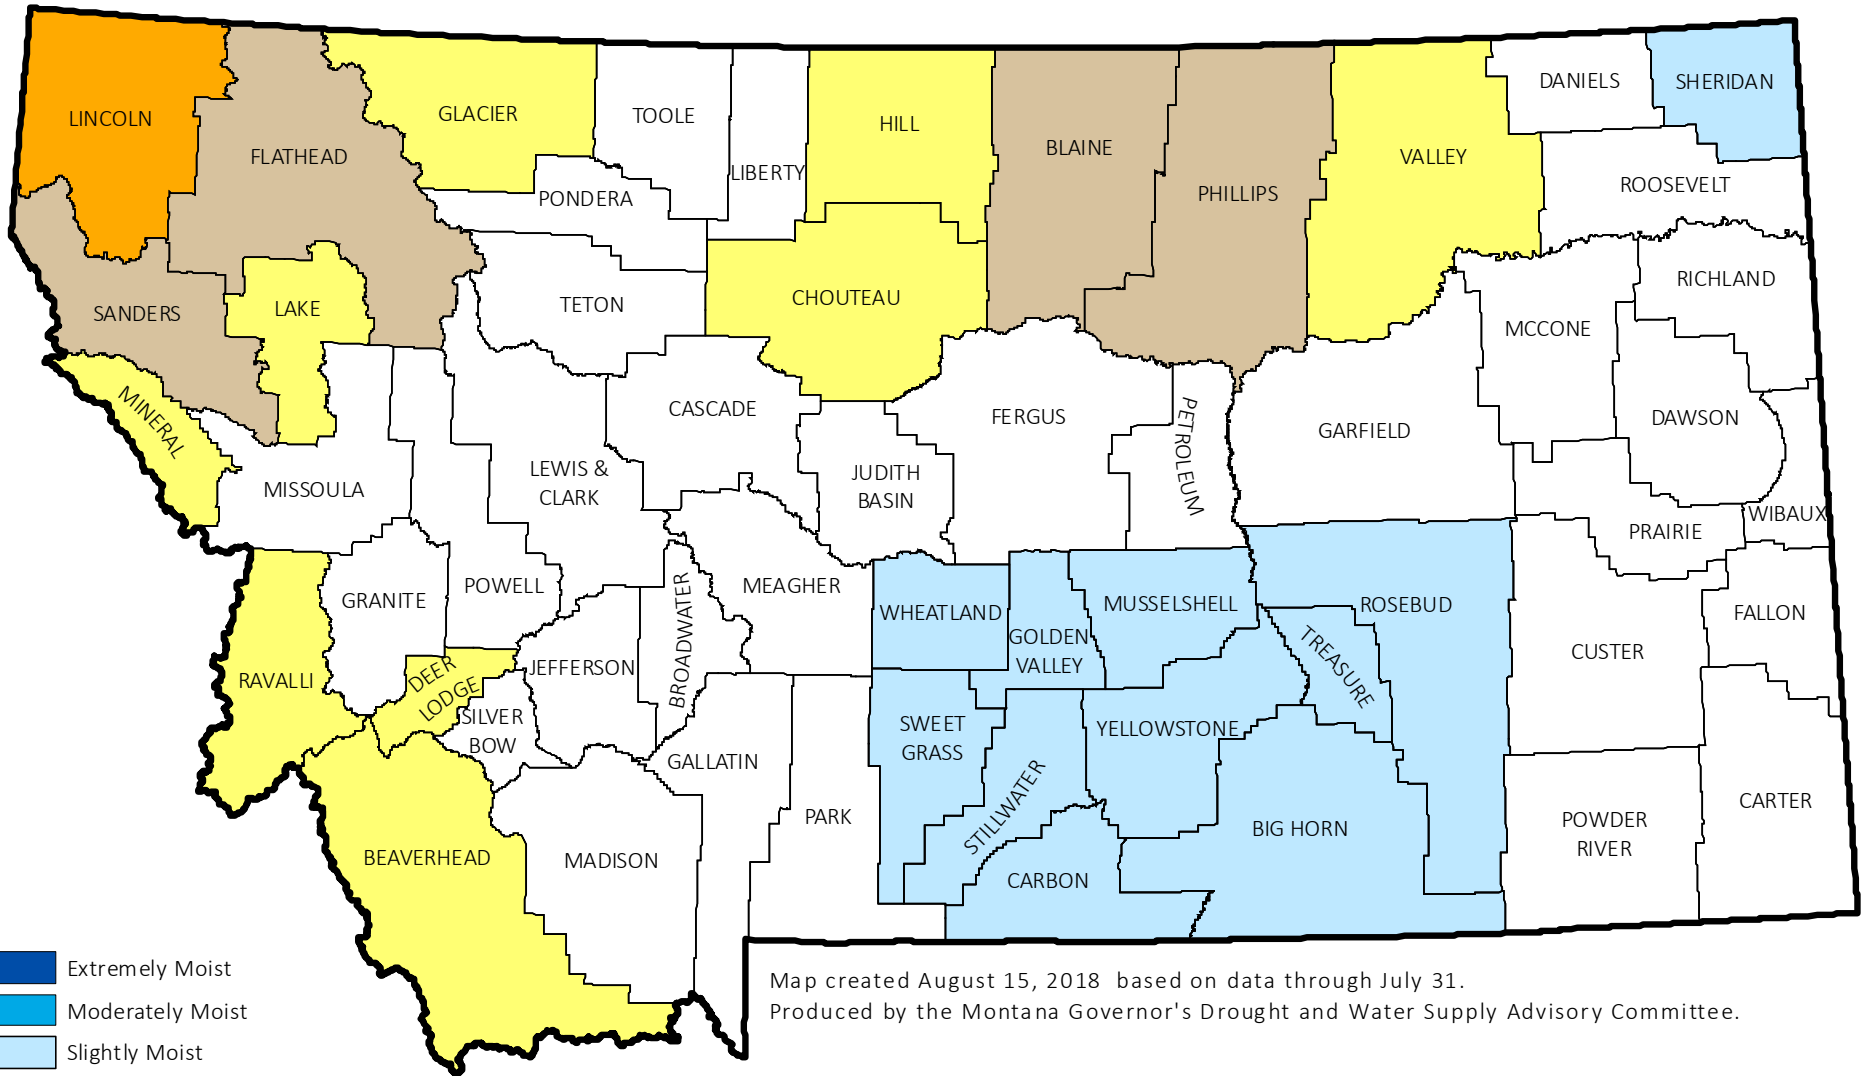 LINCOLN
FLATHEAD
GLACIER
TOOLE
LIBERTY
HILL
BLAINE
PHILLIPS
VALLEY
DANIELS
SHERIDAN
ROOSEVELT
PONDERA
SANDERS
LAKE
TETON
CHOUTEAU
RICHLAND
MCCONE
MINERAL
CASCADE
FERGUS
PETROLEUM
GARFIELD
DAWSON
MISSOULA
LEWIS &
CLARK
JUDITH
BASIN
PRAIRIE
WIBAUX
GRANITE
POWELL
BROADWATER
MEAGHER
WHEATLAND
GOLDEN
VALLEY
MUSSELSHELL
ROSEBUD
TREASURE
CUSTER
FALLON
RAVALLI
DEER
LODGE
JEFFERSON
SILVER
BOW
GALLATIN
SWEET
GRASS
STILLWATER
YELLOWSTONE
BEAVERHEAD
MADISON
PARK
CARBON
BIG HORN
POWDER
RIVER
CARTER
Extremely Moist
Moderately Moist
Slightly Moist
Map created August 15, 2018 based on data through July 31.
Produced by the Montana Governor's Drought and Water Supply Advisory Committee.